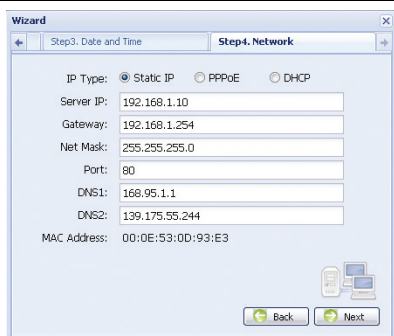 Wizard
Step3. Date and Time
Step4. Network
IP Type: Static IP PPPoE DHCP
Server IP: 192.168.1.10
Gateway: 192.168.1.254
Net Mask: 255.255.255.0
Port: 80
DNS1: 168.95.1.1
DNS2: 139.175.55.244
MAC Address: 00:0E:53:0D:93:E3
Back Next